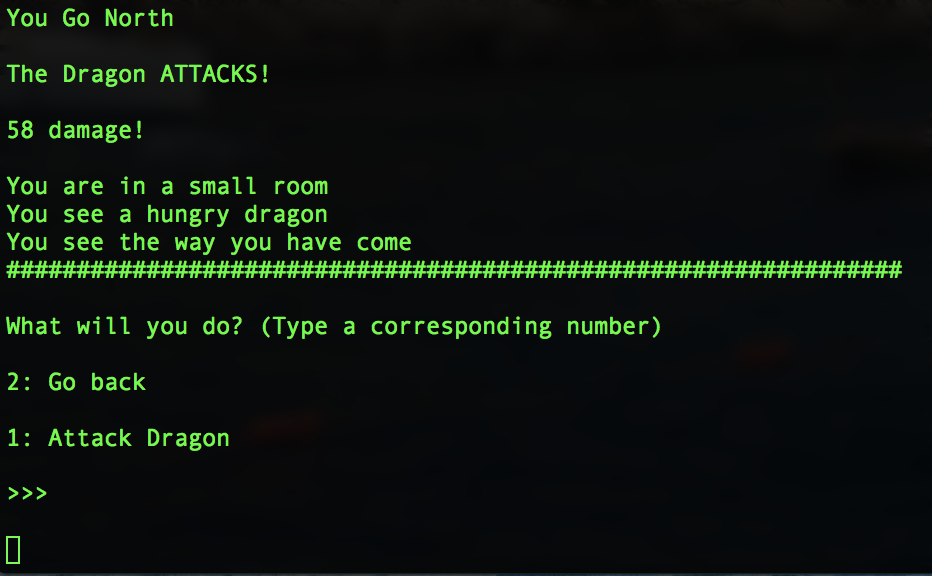 You Go North
The Dragon ATTACKS!
58 damage!
You are in a small room
You see a hungry dragon
You see the way you have come
################################################################
What will you do? (Type a corresponding number)
2: Go back
1: Attack Dragon
>>>